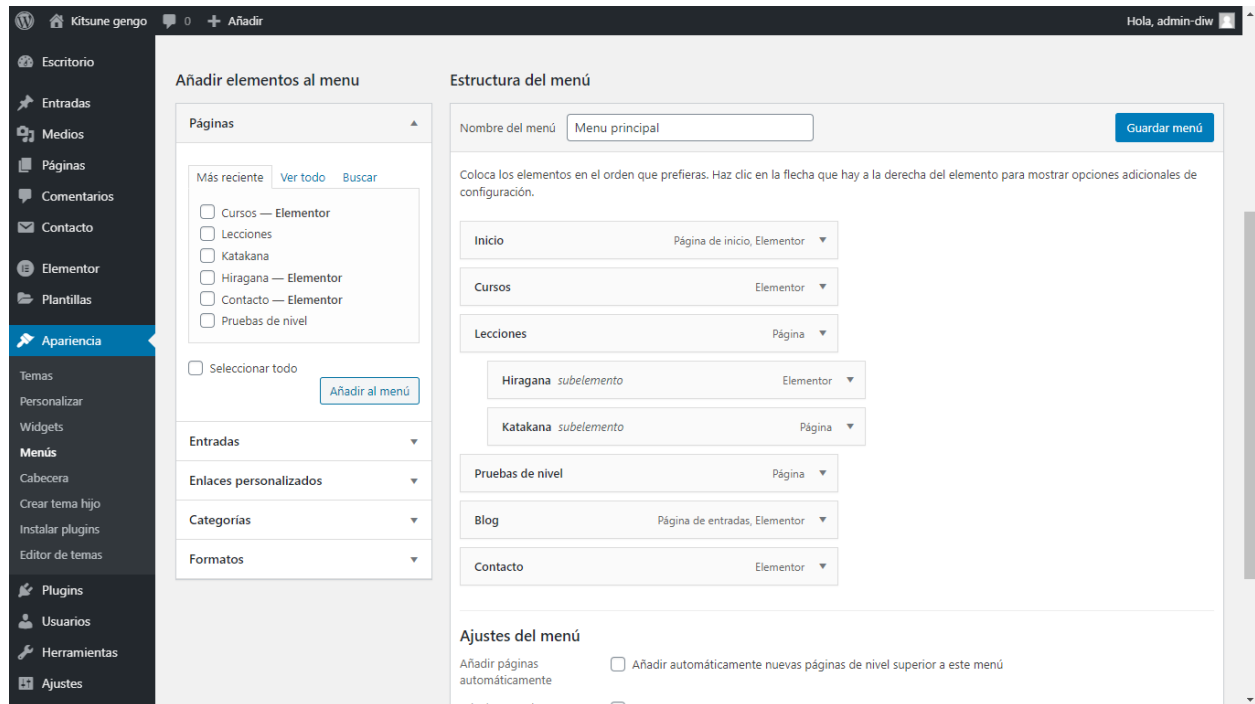 Kitsune gengo 0 Añadir Hola, admin-diw
Escritorio
Entradas
Medios
Páginas
Comentarios
Contacto
Elementor
Plantillas
Apariencia
Temas
Personalizar
Widgets
Menús
Cabecera
Crear tema hijo
Instalar plugins
Editor de temas
Plugins
Usuarios
Herramientas
Ajustes
Añadir elementos al menu
Páginas
Más reciente Ver todo Buscar
Cursos — Elementor
Lecciones
Katakana
Hiragana — Elementor
Contacto — Elementor
Pruebas de nivel
Seleccionar todo
Añadir al menú
Entradas
Enlaces personalizados
Categorías
Formatos
Estructura del menú
Nombre del menú Menu principal Guardar menú
Coloca los elementos en el orden que prefieras. Haz clic en la flecha que hay a la derecha del elemento para mostrar opciones adicionales de
configuración.
Inicio Página de inicio, Elementor
Cursos Elementor
Lecciones Página
Hiragana subelemento Elementor
Katakana subelemento Página
Pruebas de nivel Página
Blog Página de entradas, Elementor
Contacto Elementor
Ajustes del menú
Añadir páginas
automáticamente
Añadir automáticamente nuevas páginas de nivel superior a este menú